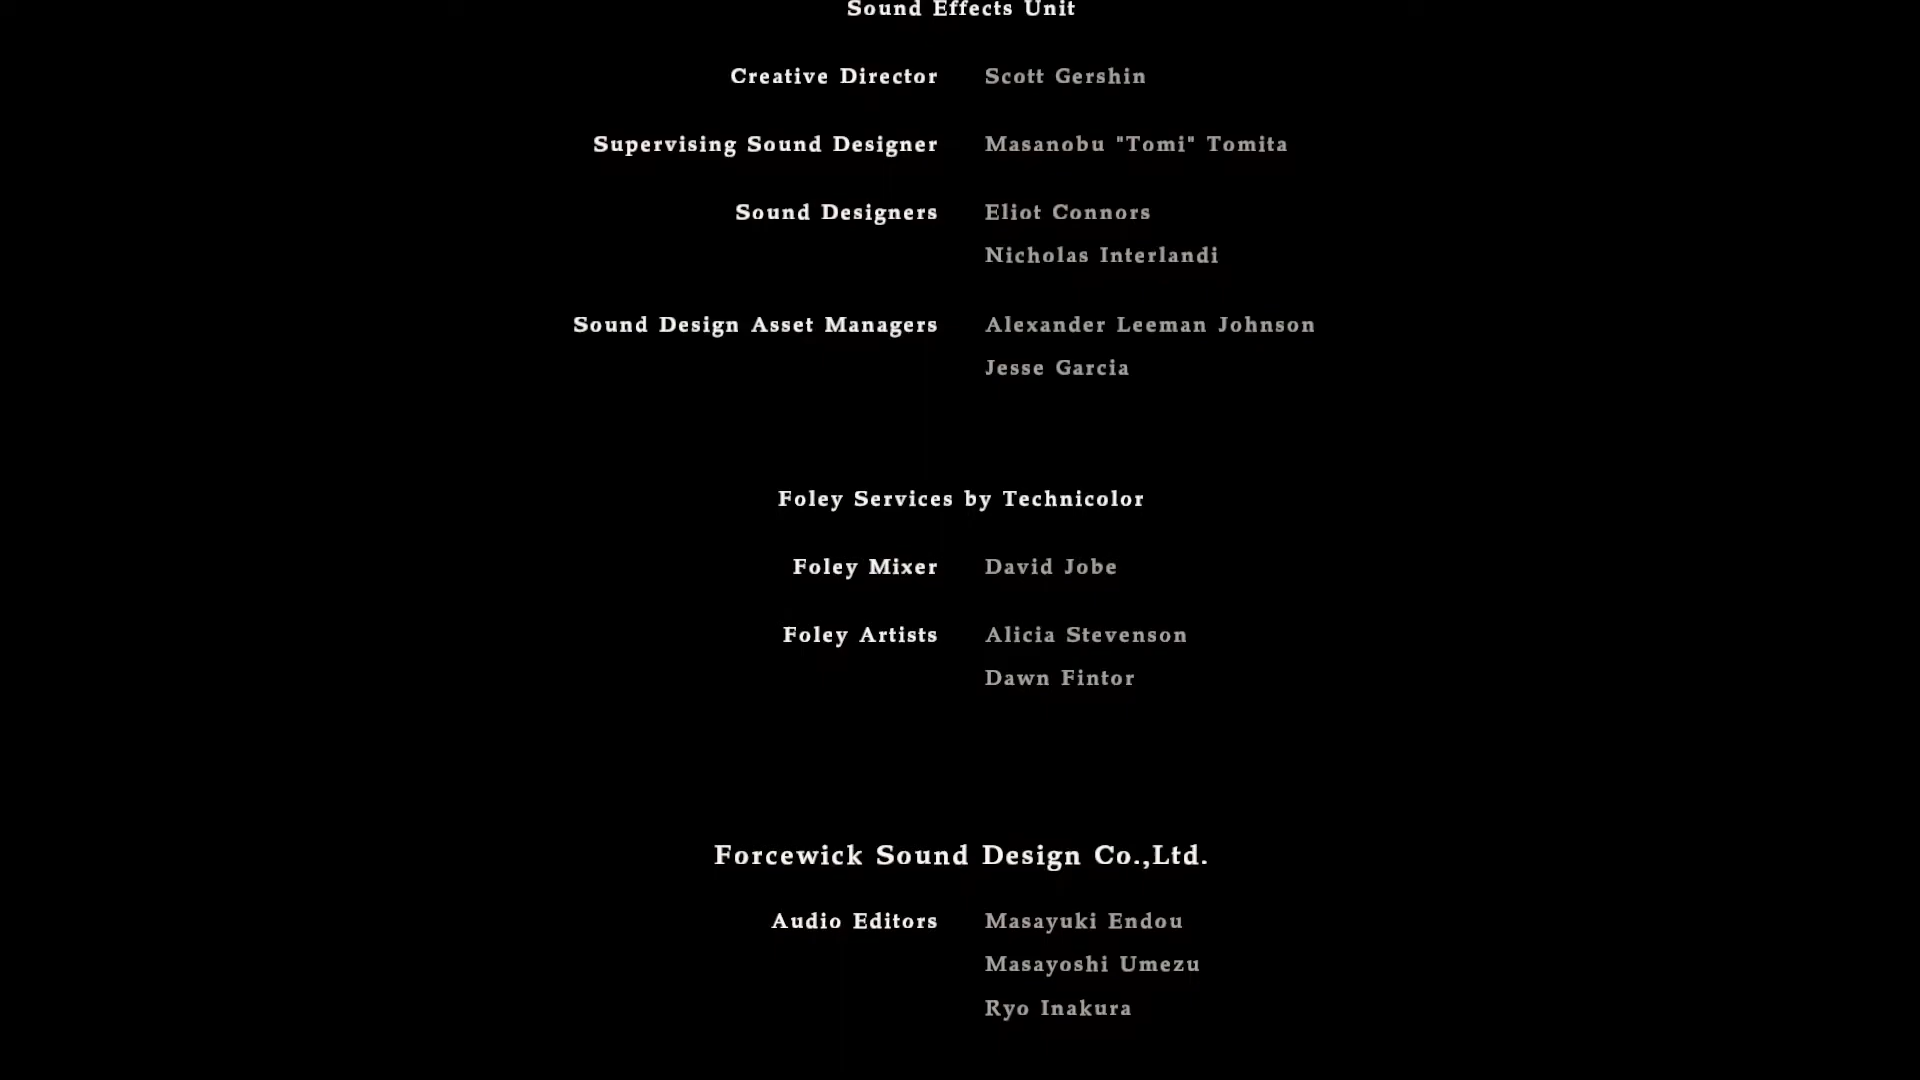 Sound Effects Unit
Creative Director Scott Gershin
Supervising Sound Designer Masanobu "Tomi" Tomita
Sound Designers Eliot Connors
Nicholas Interlandi
Sound Design Asset Managers Alexander Leeman Johnson
Jesse Garcia
Foley Services by Technicolor
Foley Mixer David Jobe
Foley Artists Alicia Stevenson
Dawn Fintor
Forcewick Sound Design Co.,Ltd.
Audio Editors Masayuki Endou
Masayoshi Umezu
Ryo Inakura